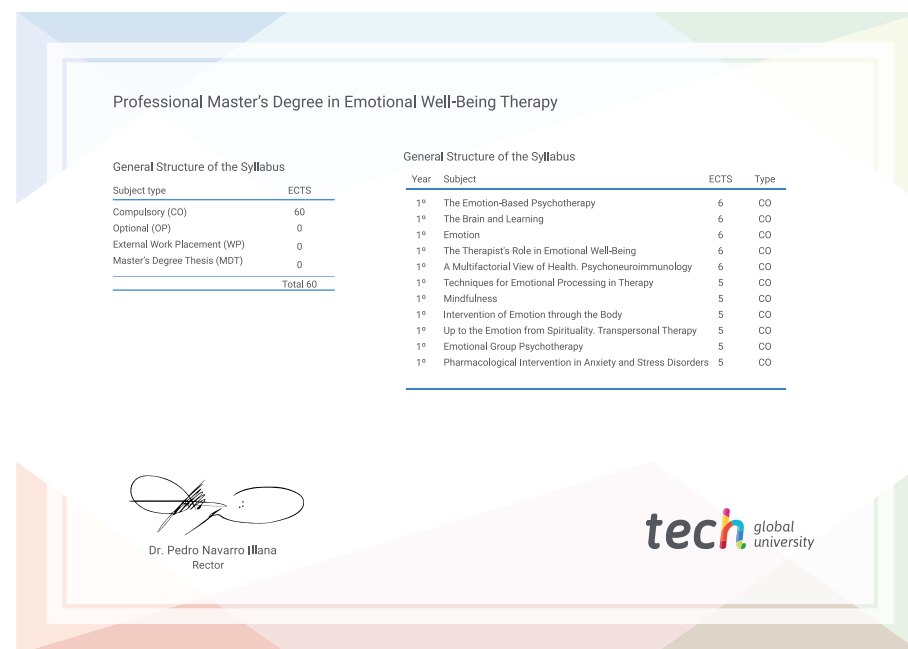 Professional Master’s Degree in Emotional Well-Being Therapy
General Structure of the Syllabus
Subject type ECTS
Compulsory (CO) 60
Optional (OP) 0
External Work Placement (WP) 0
Master’s Degree Thesis (MDT) 0
Total 60
General Structure of the Syllabus
Year Subject ECTS Type
1º The Emotion-Based Psychotherapy 6 CO
1º The Brain and Learning 6 CO
1º Emotion 6 CO
1º The Therapist's Role in Emotional Well-Being 6 CO
1º A Multifactorial View of Health. Psychoneuroimmunology 6 CO
1º Techniques for Emotional Processing in Therapy 5 CO
1º Mindfulness 5 CO
1º Intervention of Emotion through the Body 5 CO
1º Up to the Emotion from Spirituality. Transpersonal Therapy 5 CO
1º Emotional Group Psychotherapy 5 CO
1º Pharmacological Intervention in Anxiety and Stress Disorders 5 CO
Dr. Pedro Navarro Illana
Rector
tech global
university